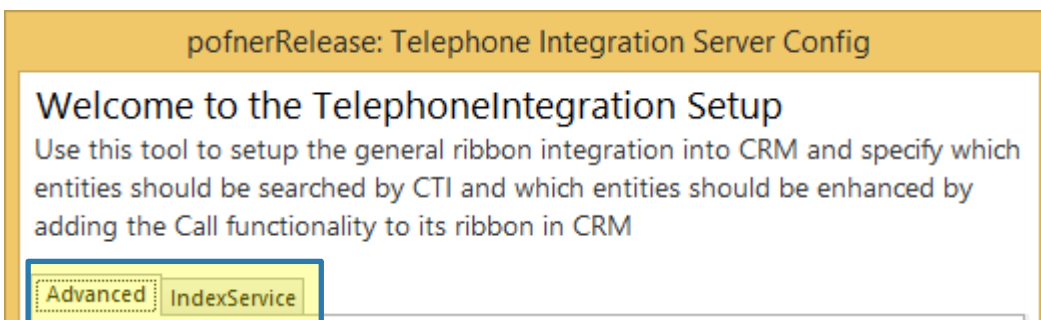 pofnerRelease: Telephone Integration Server Config
Welcome to the TelephoneIntegration Setup
Use this tool to setup the general ribbon integration into CRM and specify which
entities should be searched by CTI and which entities should be enhanced by
adding the Call functionality to its ribbon in CRM
Advanced IndexService